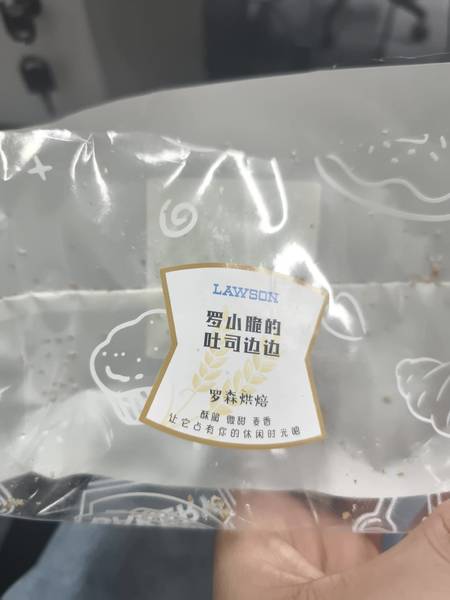 LAWSON
罗小脆的
吐司边边
罗森烘焙
酥脆 微甜 麦香
让它占有你的休闲时光吧